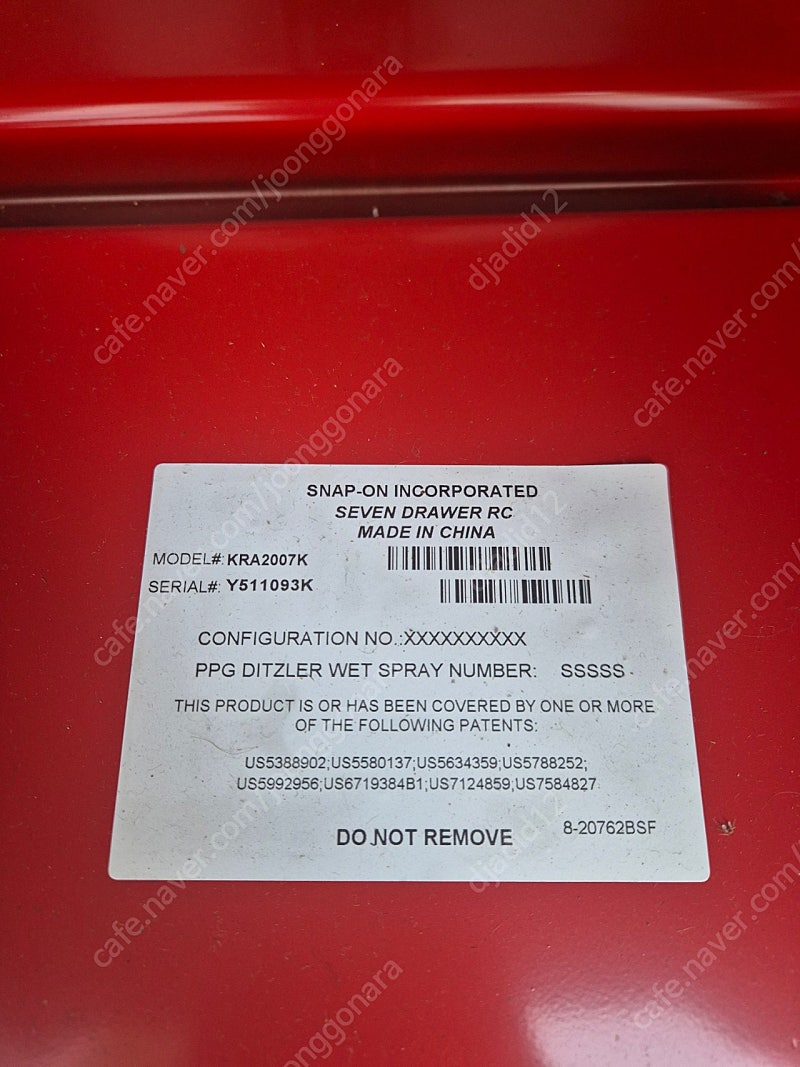 SNAP-ON INCORPORATED
SEVEN DRAWER RC
MADE IN CHINA
MODEL#: KRA2007K
SERIAL#: Y511093K
CONFIGURATION NO.:XXXXXXXXXX
PPG DITZLER WET SPRAY NUMBER: SSSSS
THIS PRODUCT IS OR HAS BEEN COVERED BY ONE OR MORE
OF THE FOLLOWING PATENTS:
US5388902;US5580137;US5634359;US5788252;
US5992956;US6719384B1;US7124859;US7584827
DO NOT REMOVE
8-20762BSF
cafe.naver.com/joonggonara
djadid12